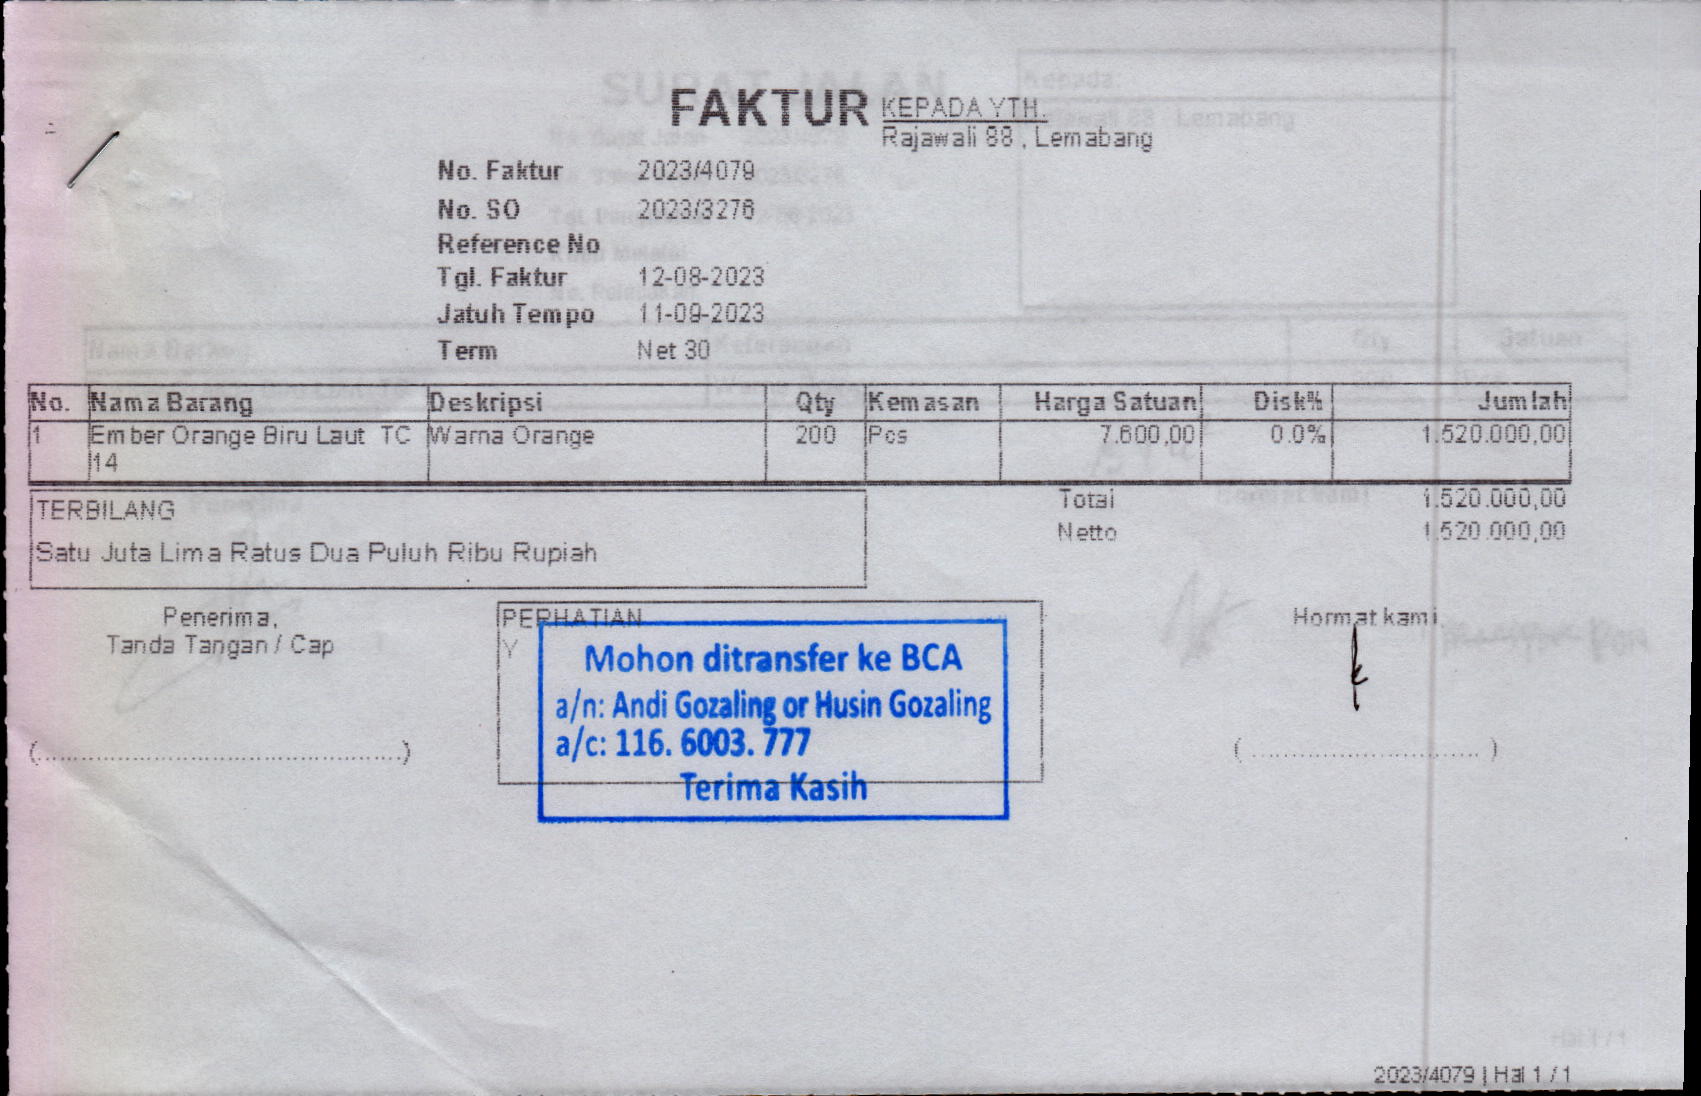 FAKTUR
KEPADA YTH.
Rajawali 88 , Lemabang
No. Faktur 2023/4079
No. SO 2023/3276
Reference No
Tgl. Faktur 12-08-2023
Jatuh Tempo 11-09-2023
Term Net 30
No. Nama Barang Deskripsi Qty Kemasan Harga Satuan Disk% Jumlah
1 Ember Orange Biru Laut TC Warna Orange 200 Pcs 7.600,00 0.0% 1.520.000,00
14
TERBILANG
Satu Juta Lima Ratus Dua Puluh Ribu Rupiah
Total 1.520.000,00
Netto 1.520.000,00
Penerima,
Tanda Tangan / Cap
(..............................................)
PERHATIAN
Y
Mohon ditransfer ke BCA
a/n: Andi Gozaling or Husin Gozaling
a/c: 116. 6003. 777
Terima Kasih
Hormat kami
( ..................................... )
2023/4079 | Hal 1 / 1